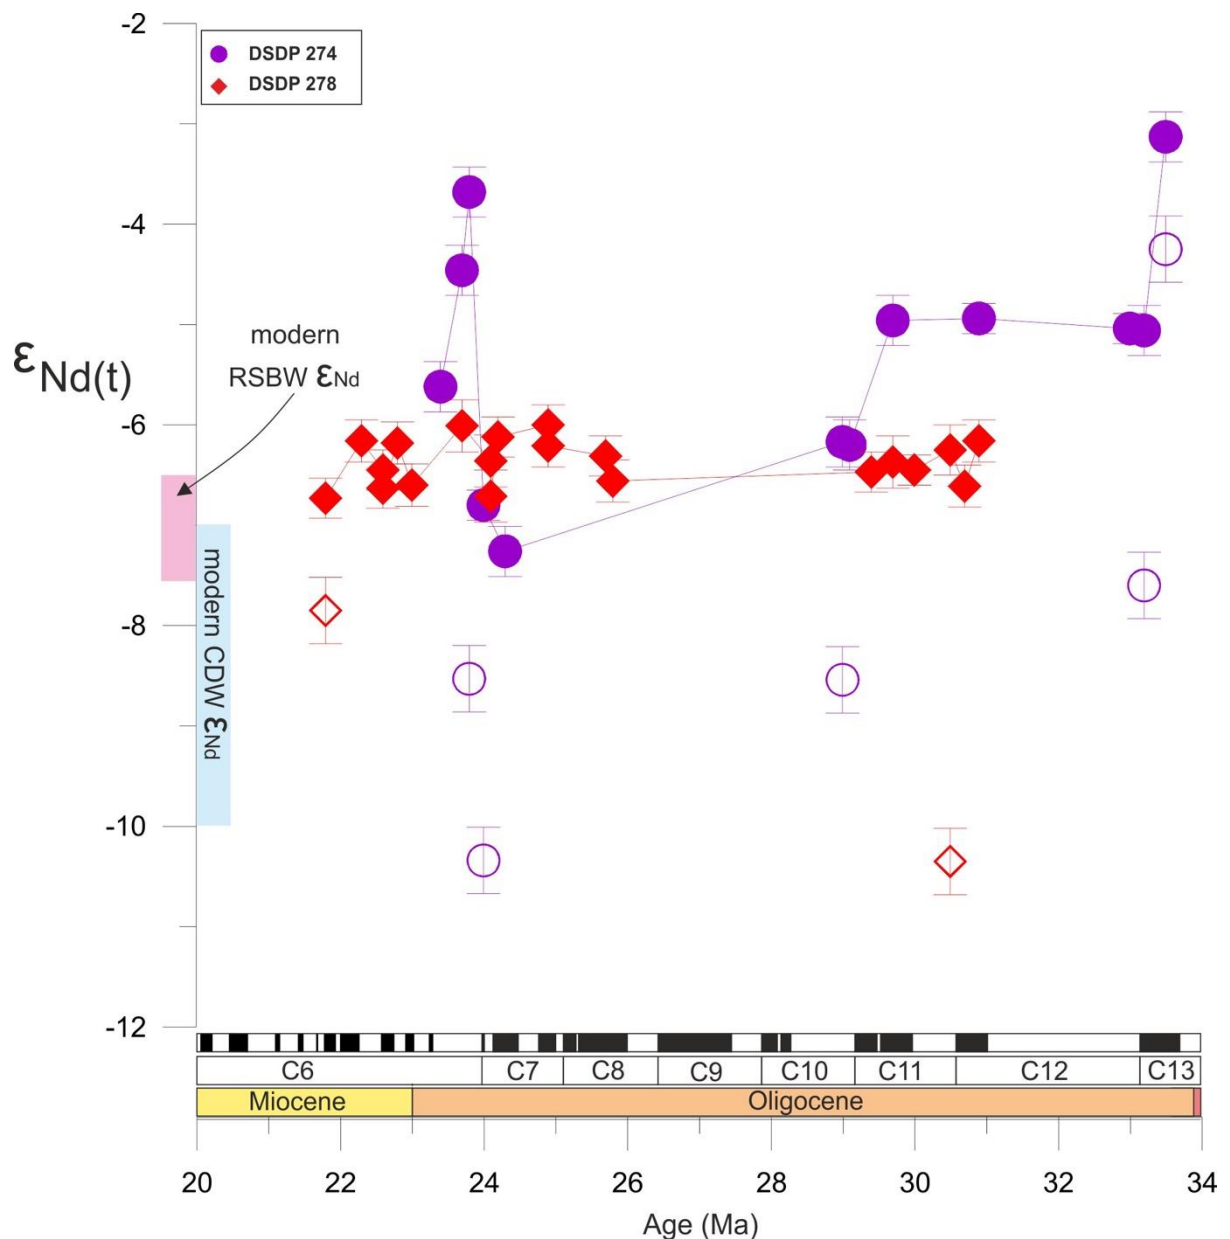 -2
DSDP 274
DSDP 278
-4
modern
RSBW εNd
εNd(t)
-6
modern CDW εNd
-8
-10
-12
C6 C7 C8 C9 C10 C11 C12 C13
Miocene Oligocene
20 22 24 26 28 30 32 34
Age (Ma)